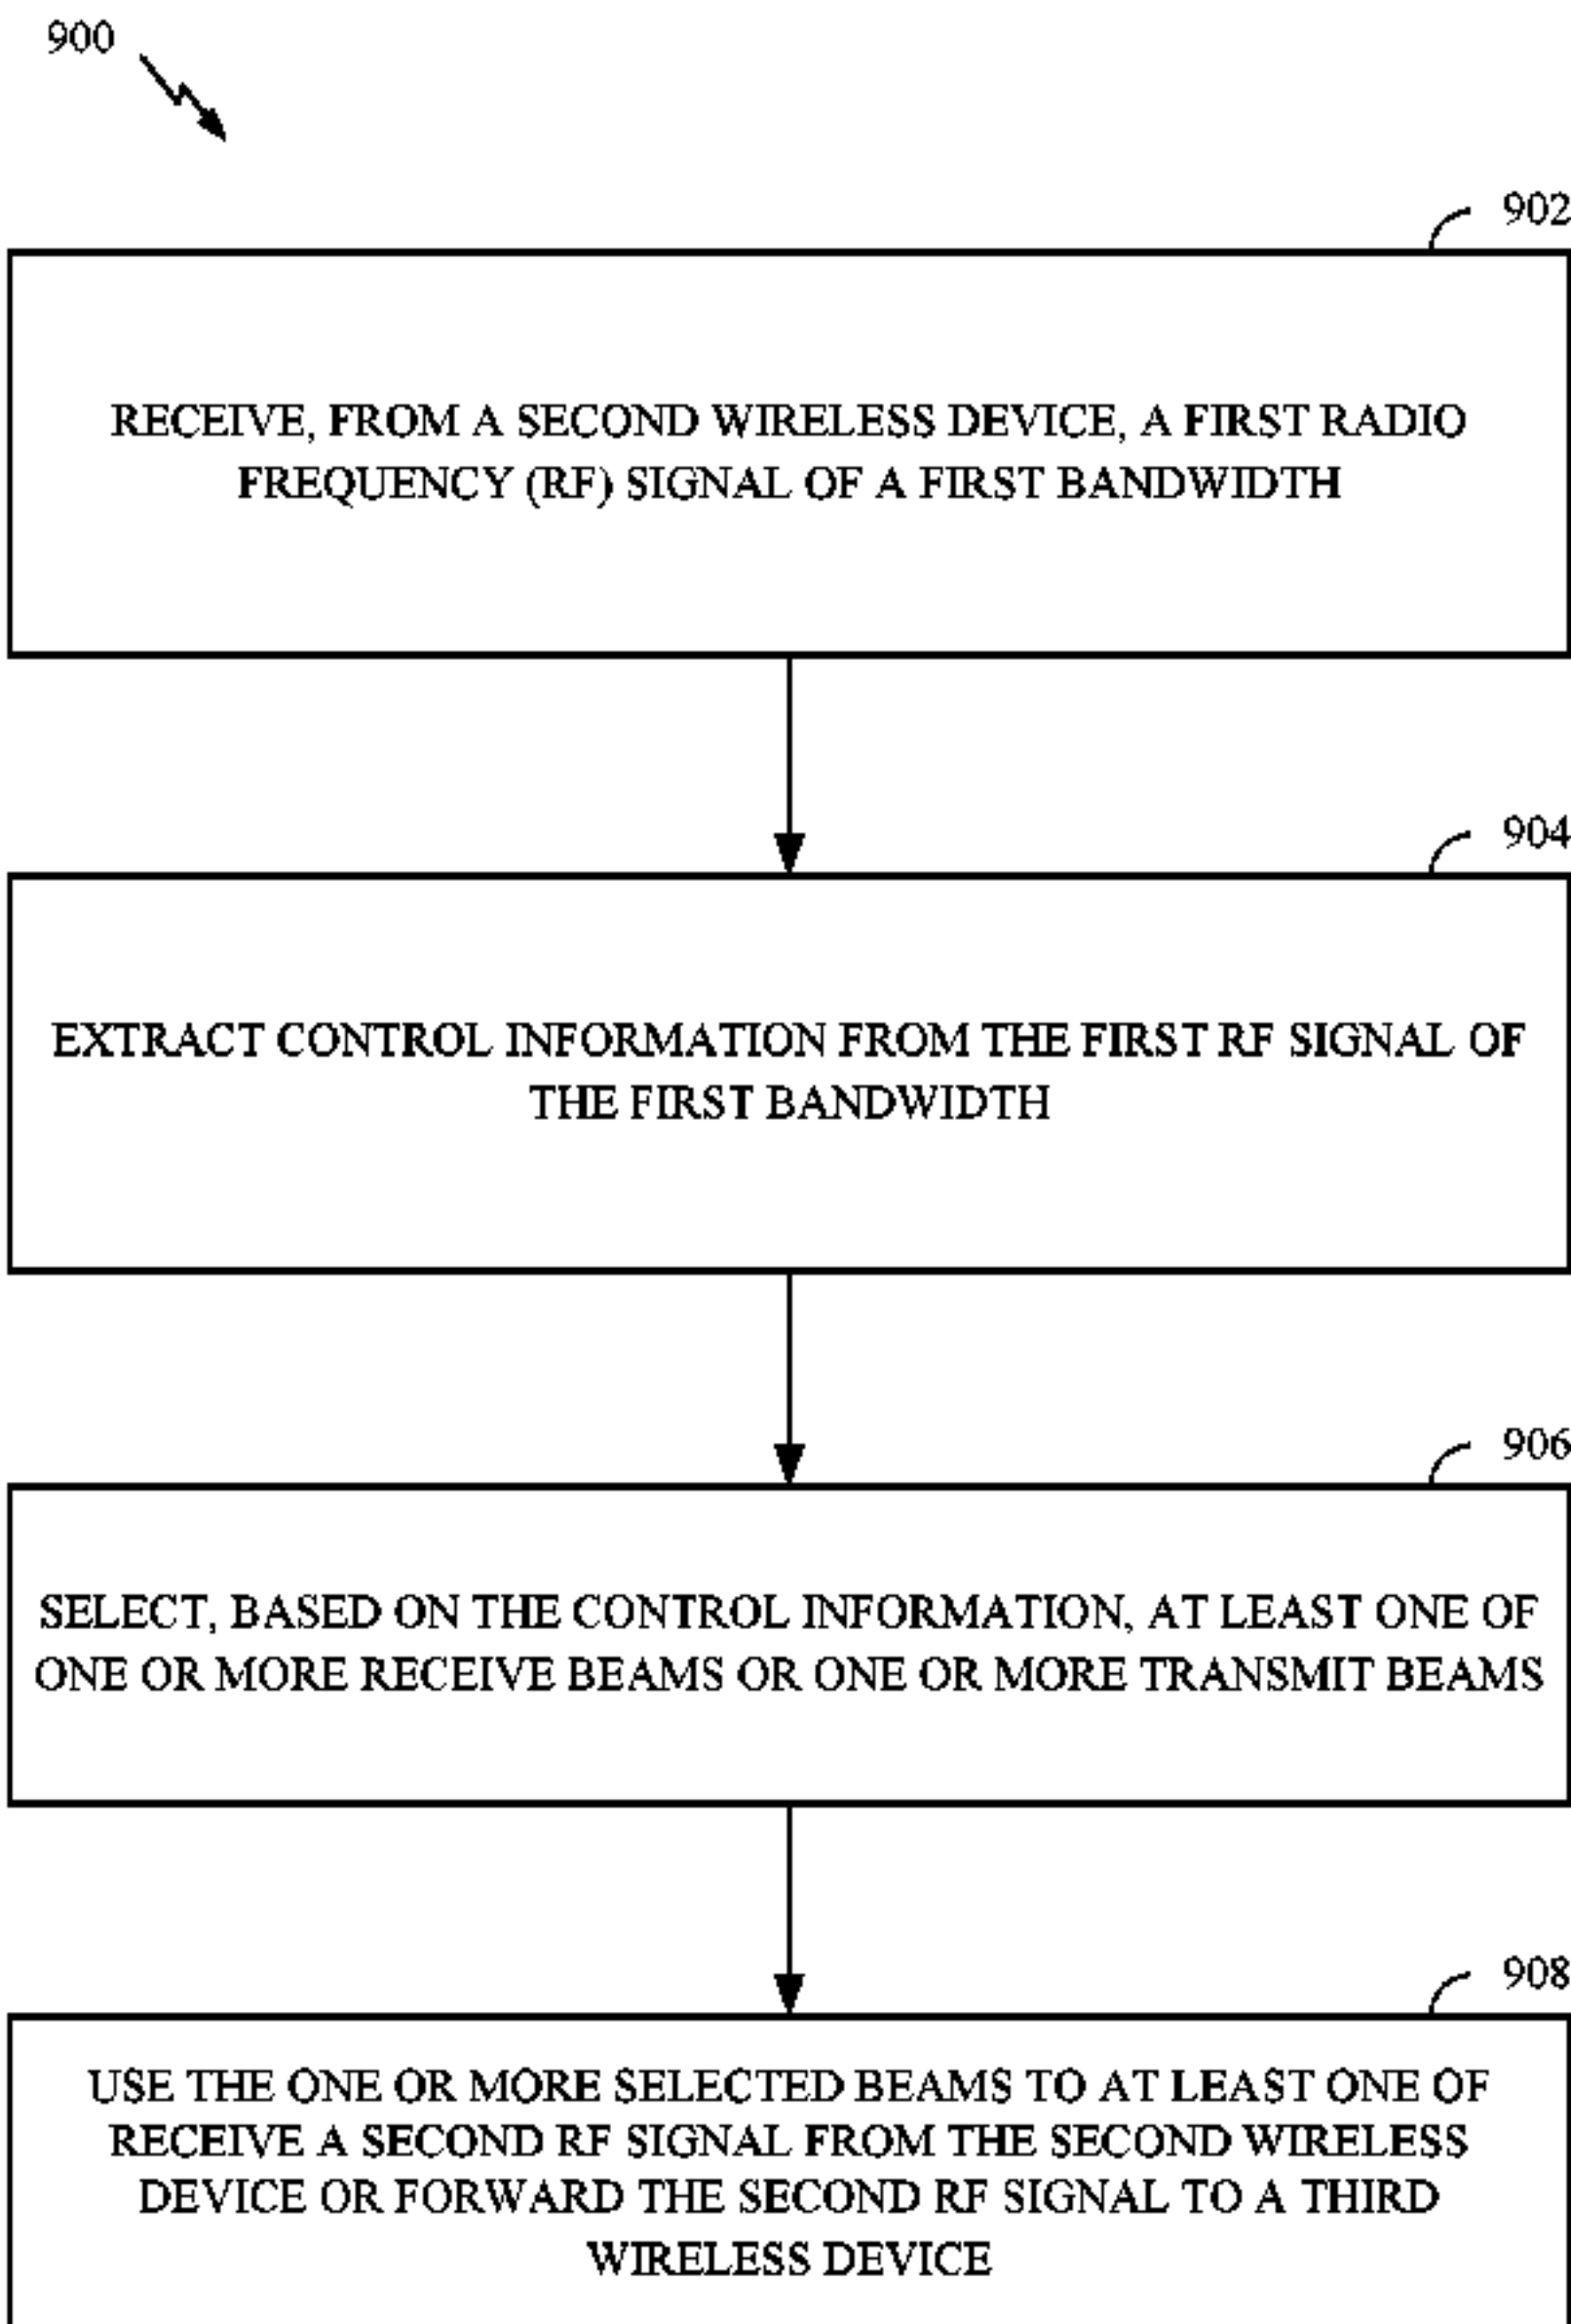 900
902
RECEIVE, FROM A SECOND WIRELESS DEVICE, A FIRST RADIO
FREQUENCY (RF) SIGNAL OF A FIRST BANDWIDTH
904
EXTRACT CONTROL INFORMATION FROM THE FIRST RF SIGNAL OF
THE FIRST BANDWIDTH
906
SELECT, BASED ON THE CONTROL INFORMATION, AT LEAST ONE OF
ONE OR MORE RECEIVE BEAMS OR ONE OR MORE TRANSMIT BEAMS
908
USE THE ONE OR MORE SELECTED BEAMS TO AT LEAST ONE OF
RECEIVE A SECOND RF SIGNAL FROM THE SECOND WIRELESS
DEVICE OR FORWARD THE SECOND RF SIGNAL TO A THIRD
WIRELESS DEVICE